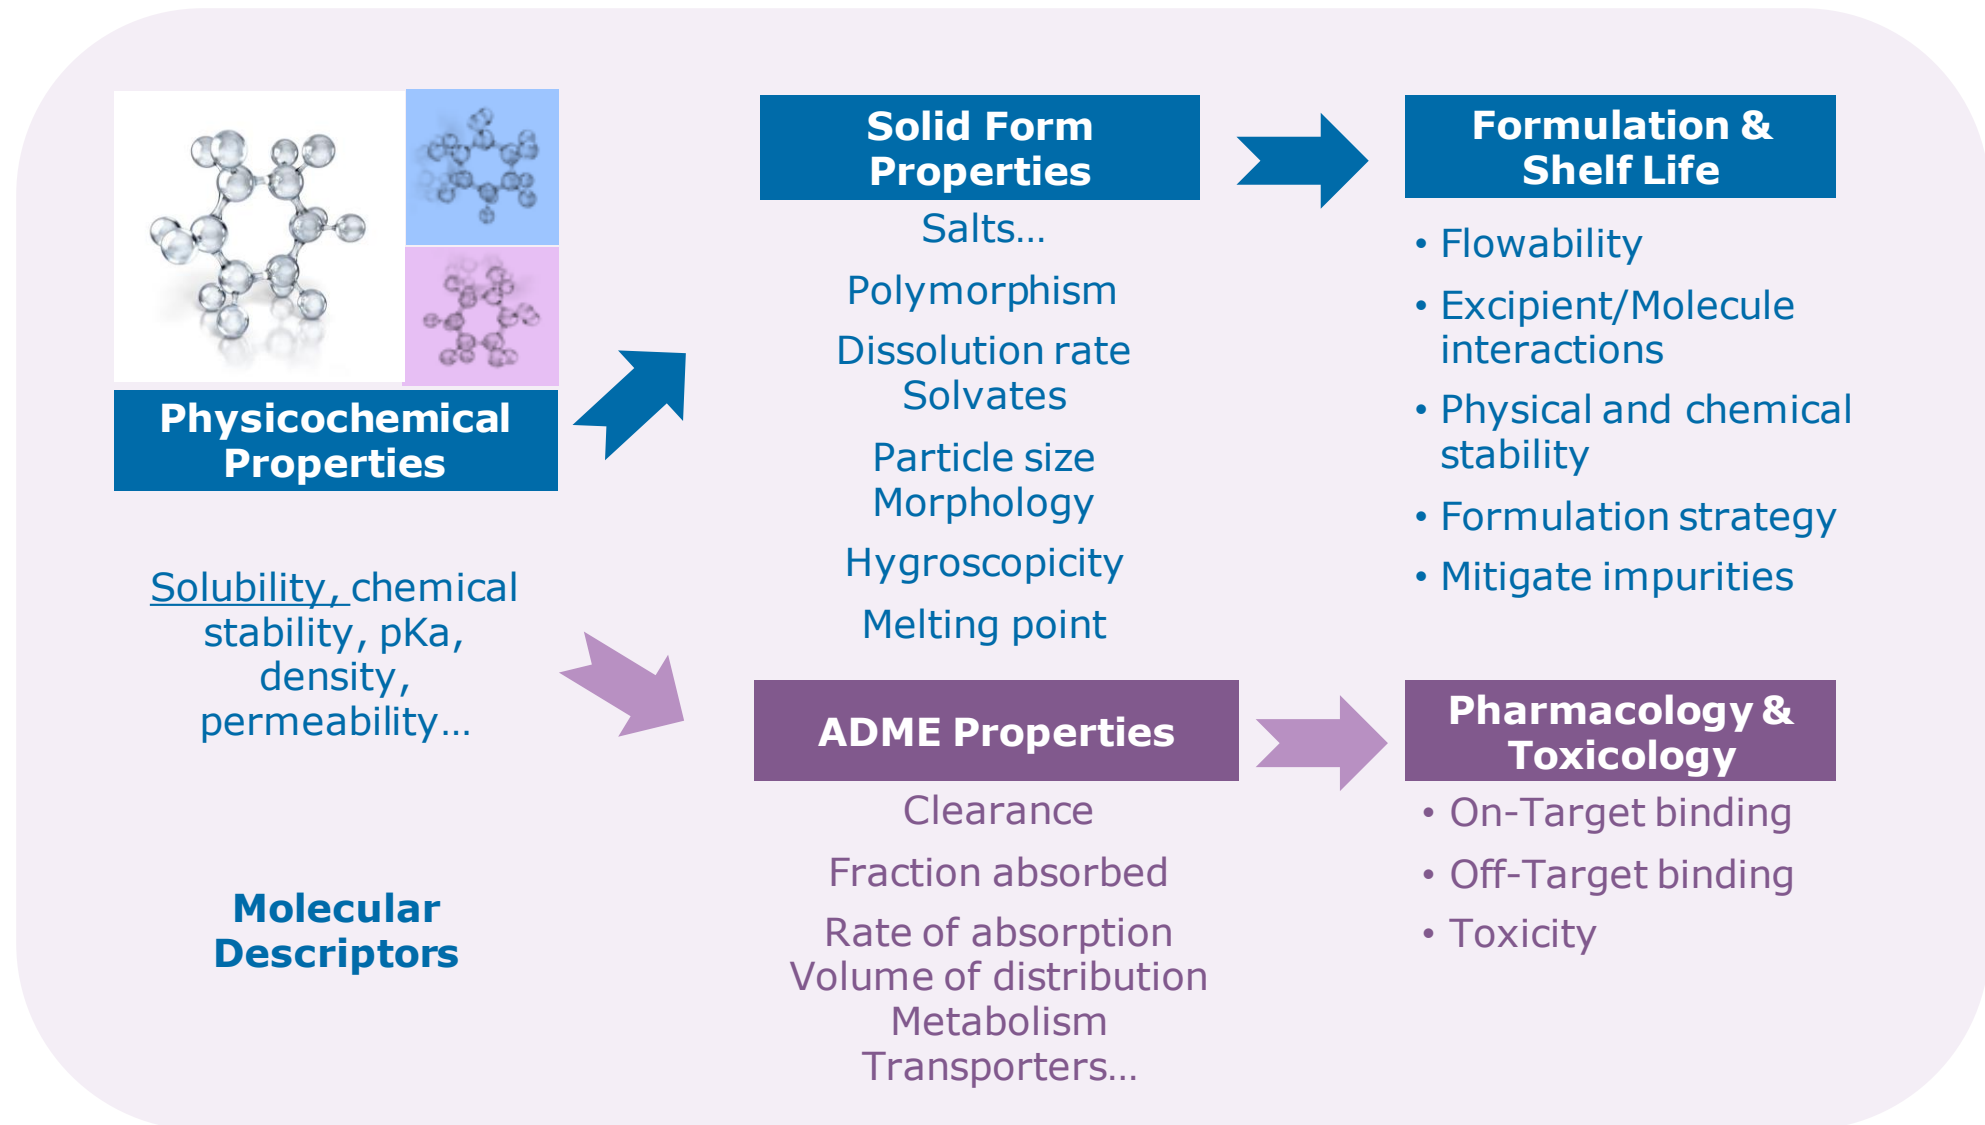 Physicochemical
Properties
Solubility, chemical
stability, pKa,
density,
permeability...
Molecular
Descriptors
Solid Form
Properties
Salts...
Polymorphism
Dissolution rate
Solvates
Particle size
Morphology
Hygroscopicity
Melting point
Formulation &
Shelf Life
• Flowability
• Excipient/Molecule
interactions
• Physical and chemical
stability
• Formulation strategy
• Mitigate impurities
ADME Properties
Clearance
Fraction absorbed
Rate of absorption
Volume of distribution
Metabolism
Transporters...
Pharmacology &
Toxicology
• On-Target binding
• Off-Target binding
• Toxicity